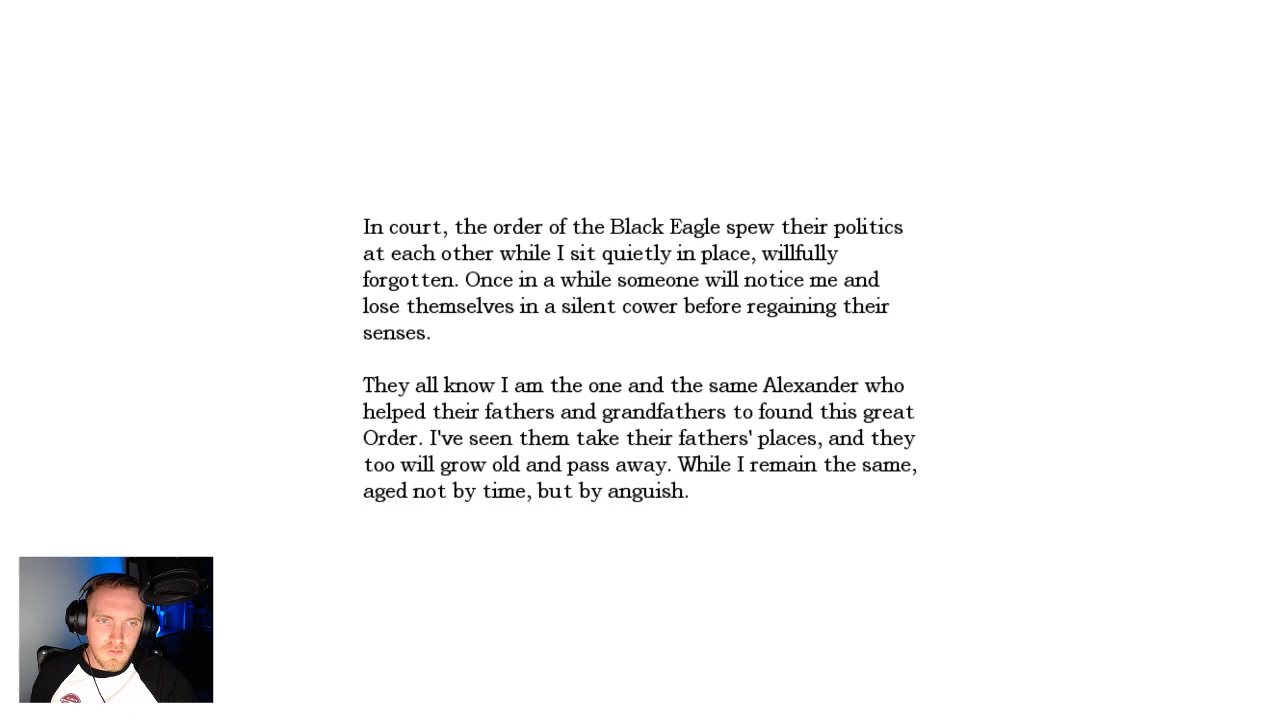 In court, the order of the Black Eagle spew their politics
at each other while I sit quietly in place, willfully
forgotten. Once in a while someone will notice me and
lose themselves in a silent cower before regaining their
senses.
They all know I am the one and the same Alexander who
helped their fathers and grandfathers to found this great
Order. I've seen them take their fathers' places, and they
too will grow old and pass away. While I remain the same,
aged not by time, but by anguish.